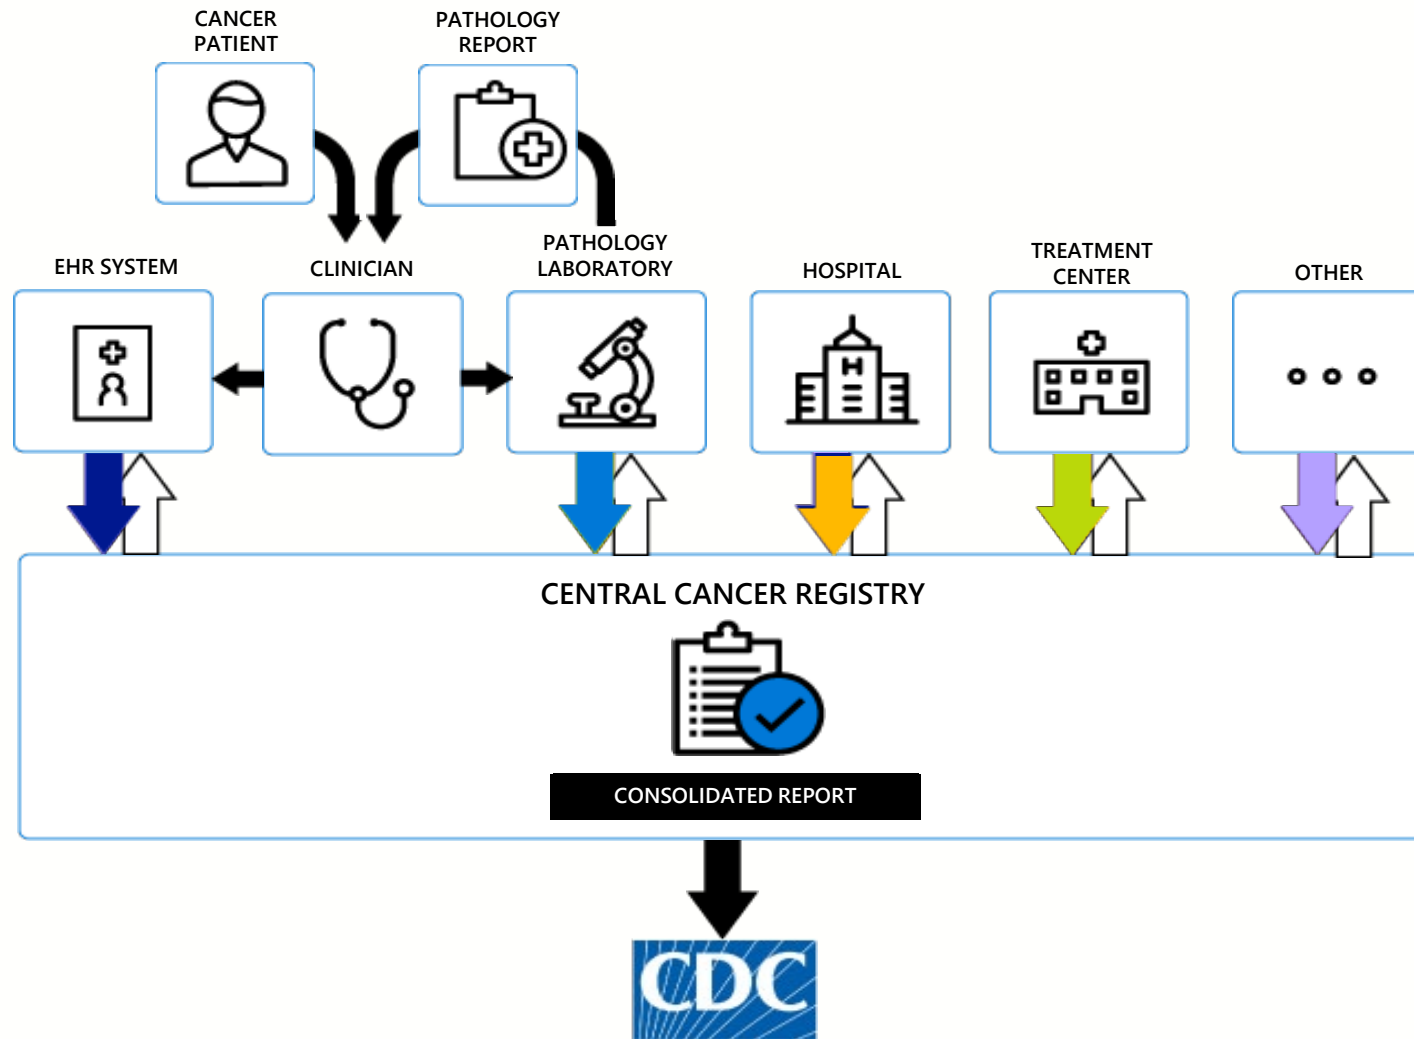 CANCER
PATIENT
PATHOLOGY
REPORT
EHR SYSTEM
CLINICIAN
PATHOLOGY
LABORATORY
HOSPITAL
TREATMENT
CENTER
OTHER
H
CENTRAL CANCER REGISTRY
CONSOLIDATED REPORT
CDC